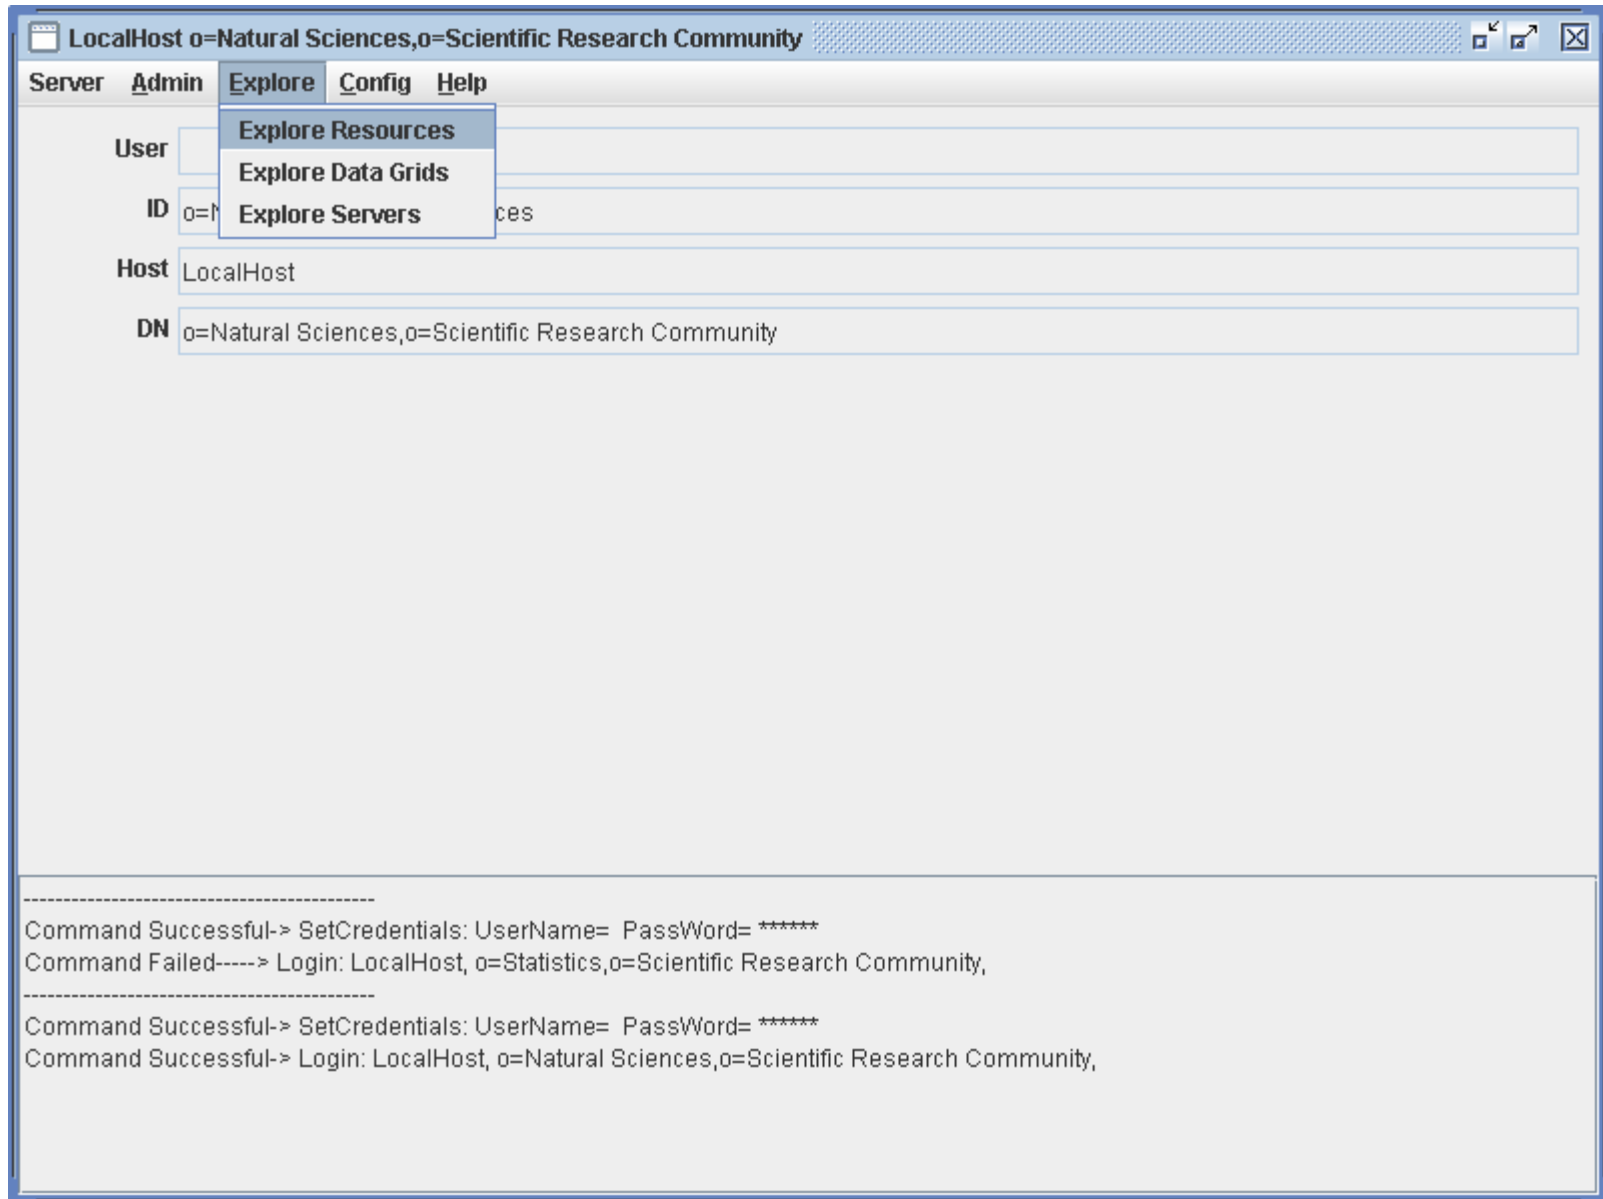 LocalHost o=Natural Sciences,o=Scientific Research Community
Server Admin Explore Config Help
Explore Resources
Explore Data Grids
Explore Servers
User
ID o=N ces
Host LocalHost
DN o=Natural Sciences,o=Scientific Research Community
--------------------------------------------
Command Successful-> SetCredentials: UserName=  PassWord= ******
Command Failed-----> Login: LocalHost, o=Statistics,o=Scientific Research Community,
--------------------------------------------
Command Successful-> SetCredentials: UserName=  PassWord= ******
Command Successful-> Login: LocalHost, o=Natural Sciences,o=Scientific Research Community,